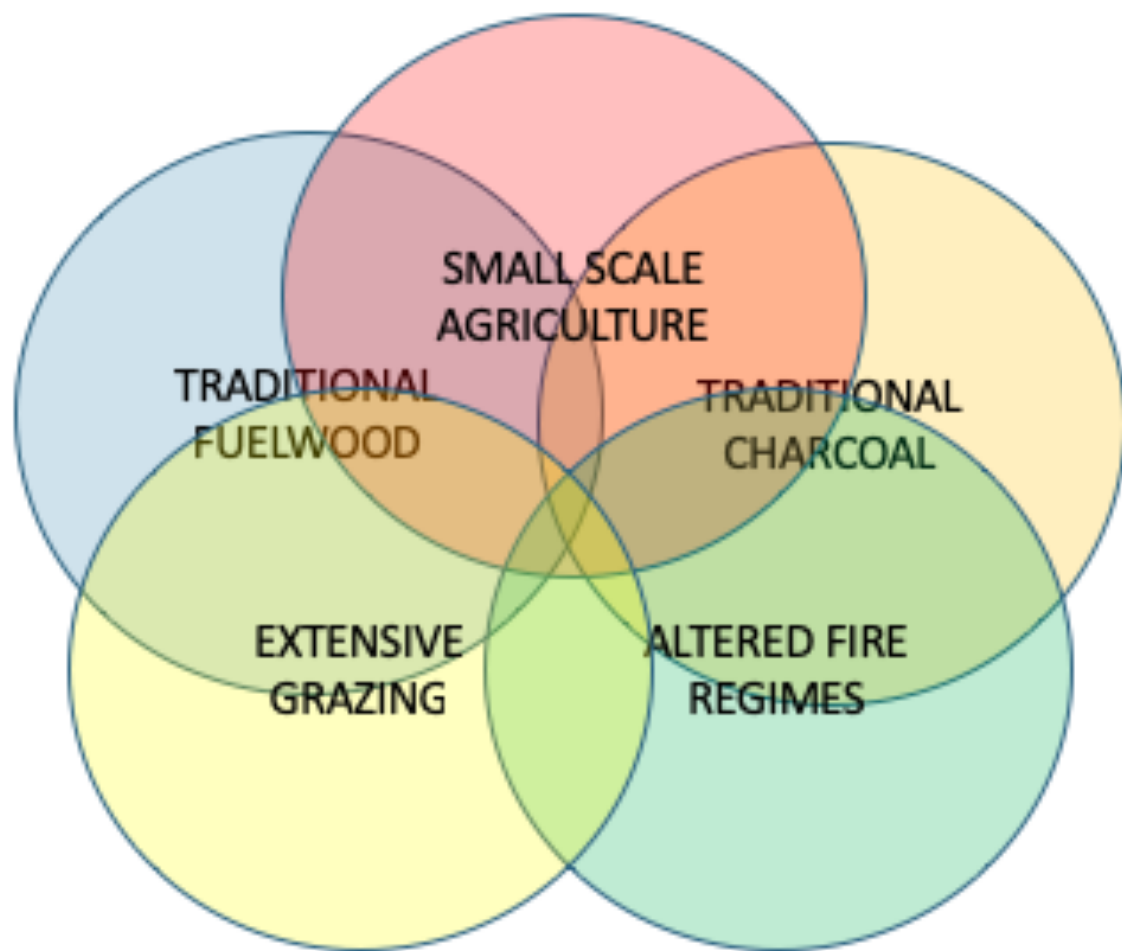 SMALL SCALE
AGRICULTURE
TRADITIONAL
FUELWOOD
TRADITIONAL
CHARCOAL
EXTENSIVE
GRAZING
ALTERED FIRE
REGIMES